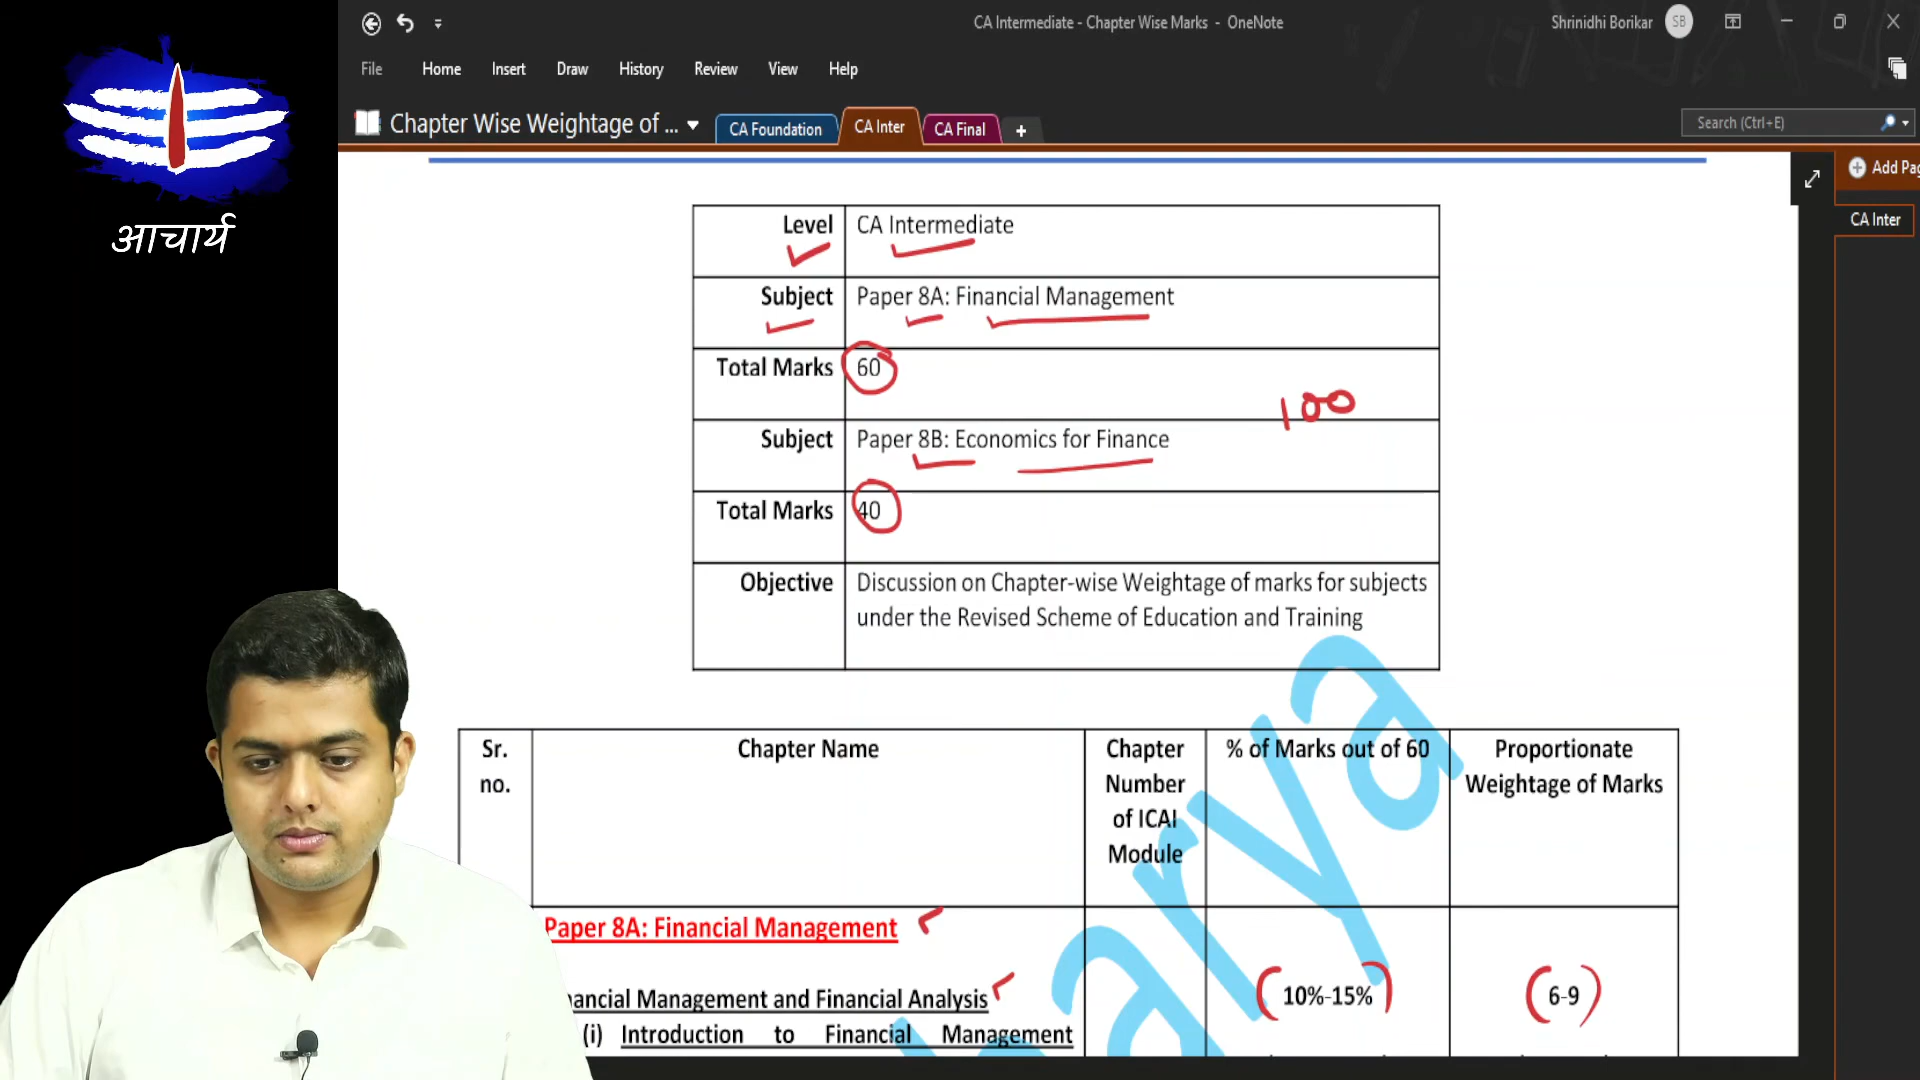 आचार्य
CA Intermediate - Chapter Wise Marks - OneNote
Shrinidhi Borikar
SB
File Home Insert Draw History Review View Help
Chapter Wise Weightage of ...
CA Foundation
CA Inter
CA Final
+
Search (Ctrl+E)
Add Pag
CA Inter
Level CA Intermediate
Subject Paper 8A: Financial Management
Total Marks 60
100
Subject Paper 8B: Economics for Finance
Total Marks 40
Objective Discussion on Chapter-wise Weightage of marks for subjects
under the Revised Scheme of Education and Training
Sr. Chapter Name Chapter % of Marks out of 60 Proportionate
no. Number Weightage of Marks
of ICAI
Module
Paper 8A: Financial Management
ancial Management and Financial Analysis 10%-15% 6-9
(i) Introduction to Financial Management
arya